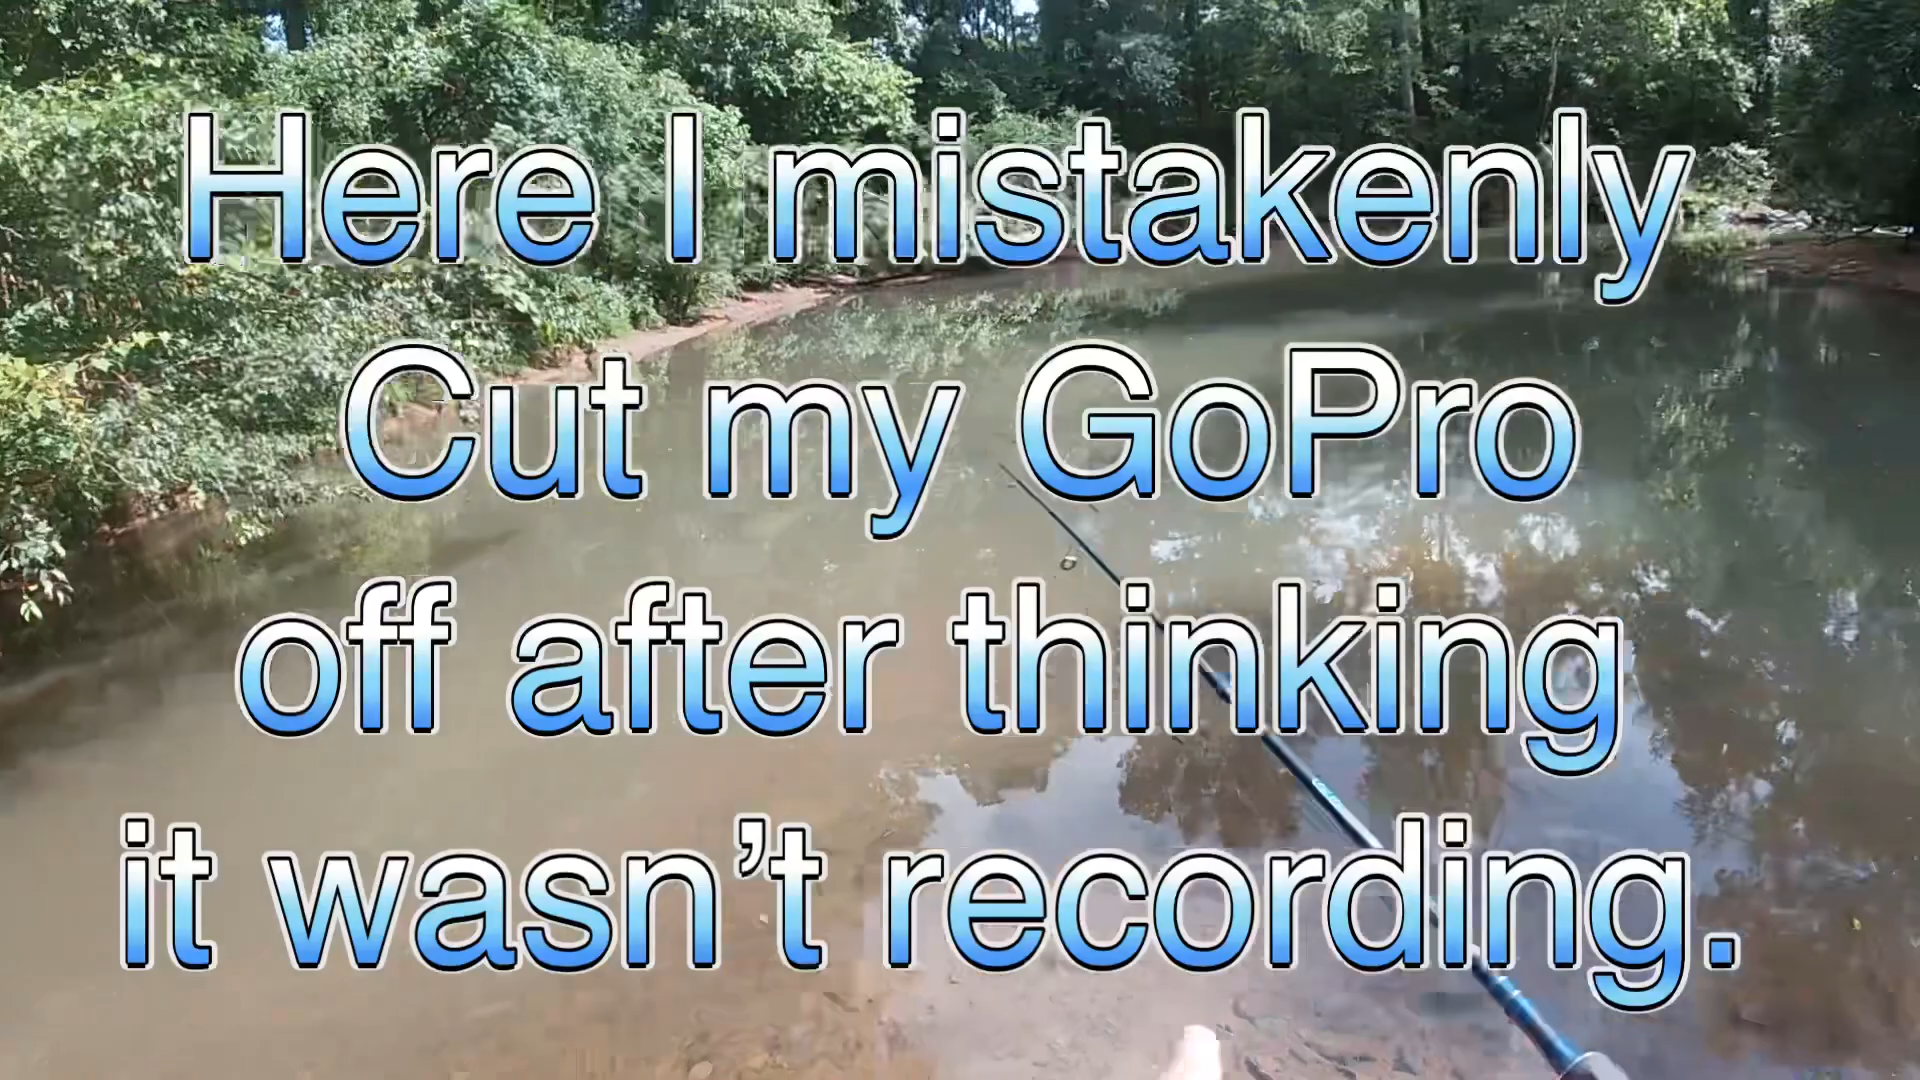 Here I mistakenly
Cut my GoPro
off after thinking
it wasn’t recording.